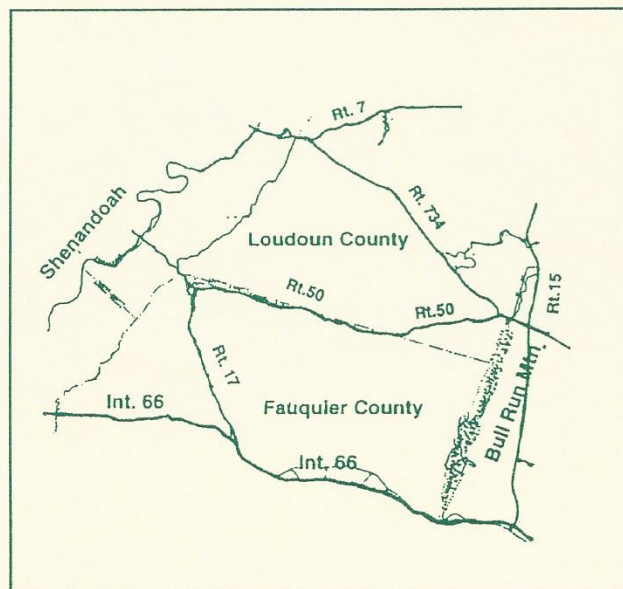 Rt. 7
Shenandoah
Loudoun County
Rt. 734
Rt.50
Rt.50
Rt.15
Rt. 17
Int. 66
Fauquier County
Int. 66
Bull Run Mtn.